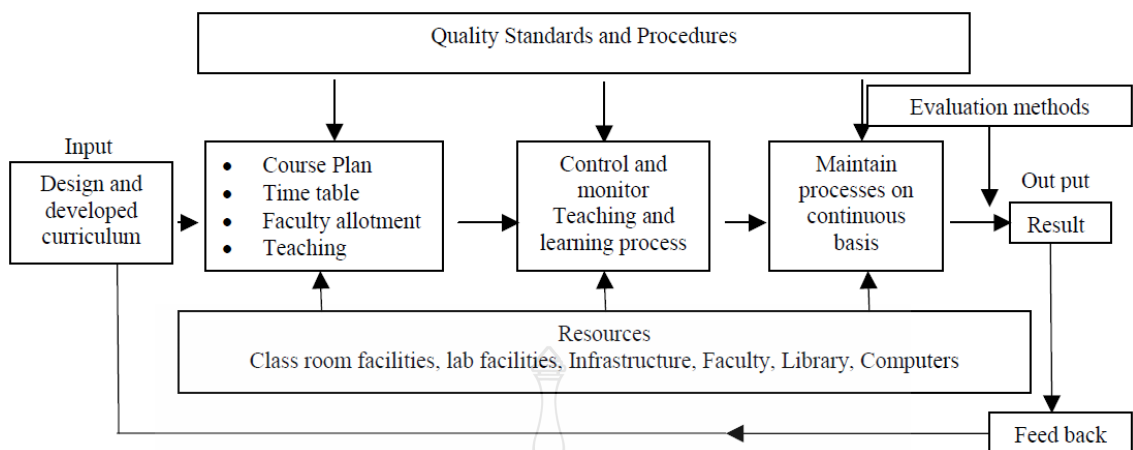 Quality Standards and Procedures
Evaluation methods
Input
Design and
developed
curriculum
• Course Plan
• Time table
• Faculty allotment
• Teaching
Control and
monitor
Teaching and
learning process
Maintain
processes on
continuous
basis
Out put
Result
Resources
Class room facilities, lab facilities, Infrastructure, Faculty, Library, Computers
Feed back